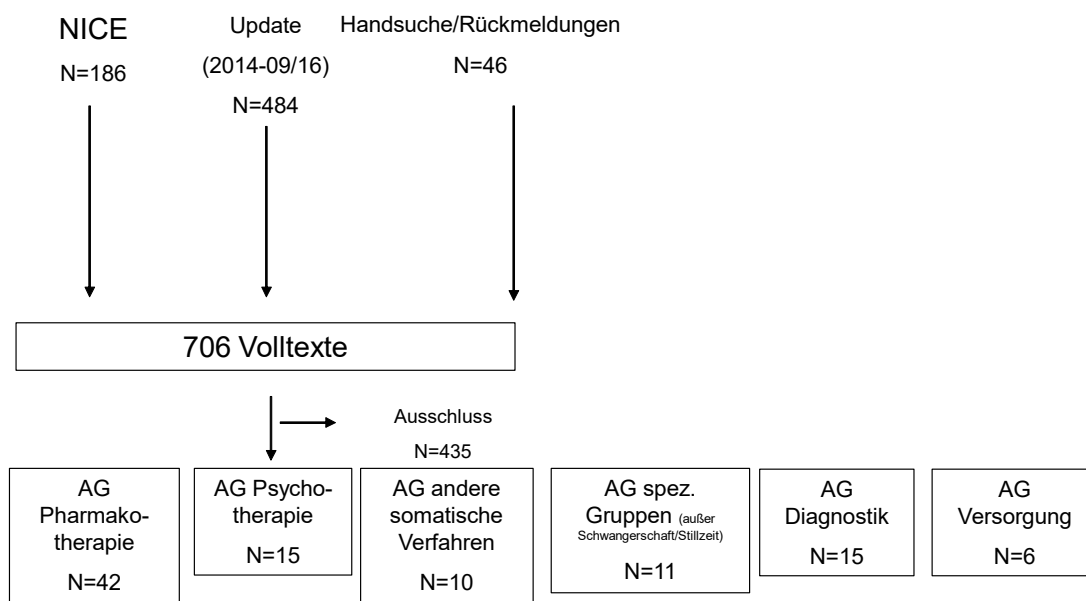 NICE
N=186
Update
(2014-09/16)
N=484
Handsuche/Rückmeldungen
N=46
706 Volltexte
Ausschluss
N=435
AG
Pharmako-
therapie
N=42
AG Psycho-
therapie
N=15
AG andere
somatische
Verfahren
N=10
AG spez.
Gruppen (außer
Schwangerschaft/Stillzeit)
N=11
AG
Diagnostik
N=15
AG
Versorgung
N=6